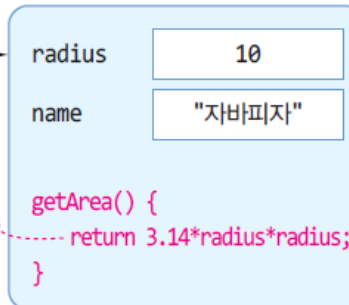 radius 10
name "자바피자"
getArea() {
return 3.14*radius*radius;
}